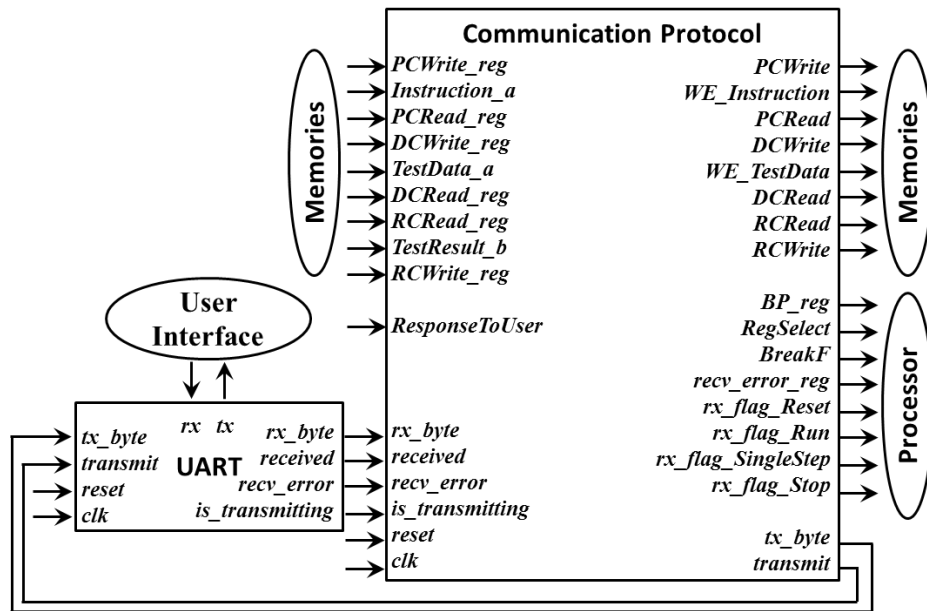 Communication Protocol
Memories
PCWrite_reg
Instruction_a
PCRead_reg
DCWrite_reg
TestData_a
DCRead_reg
RCRead_reg
TestResult_b
RCWrite_reg
ResponseToUser
PCWrite
WE_Instruction
PCRead
DCWrite
WE_TestData
DCRead
RCRead
RCWrite
Memories
BP_reg
RegSelect
BreakF
recv_error_reg
rx_flag_Reset
rx_flag_Run
rx_flag_SingleStep
rx_flag_Stop
Processor
User
Interface
rx tx
tx_byte
transmit
reset
clk
UART
rx_byte
received
recv_error
is_transmitting
rx_byte
received
recv_error
is_transmitting
reset
clk
tx_byte
transmit